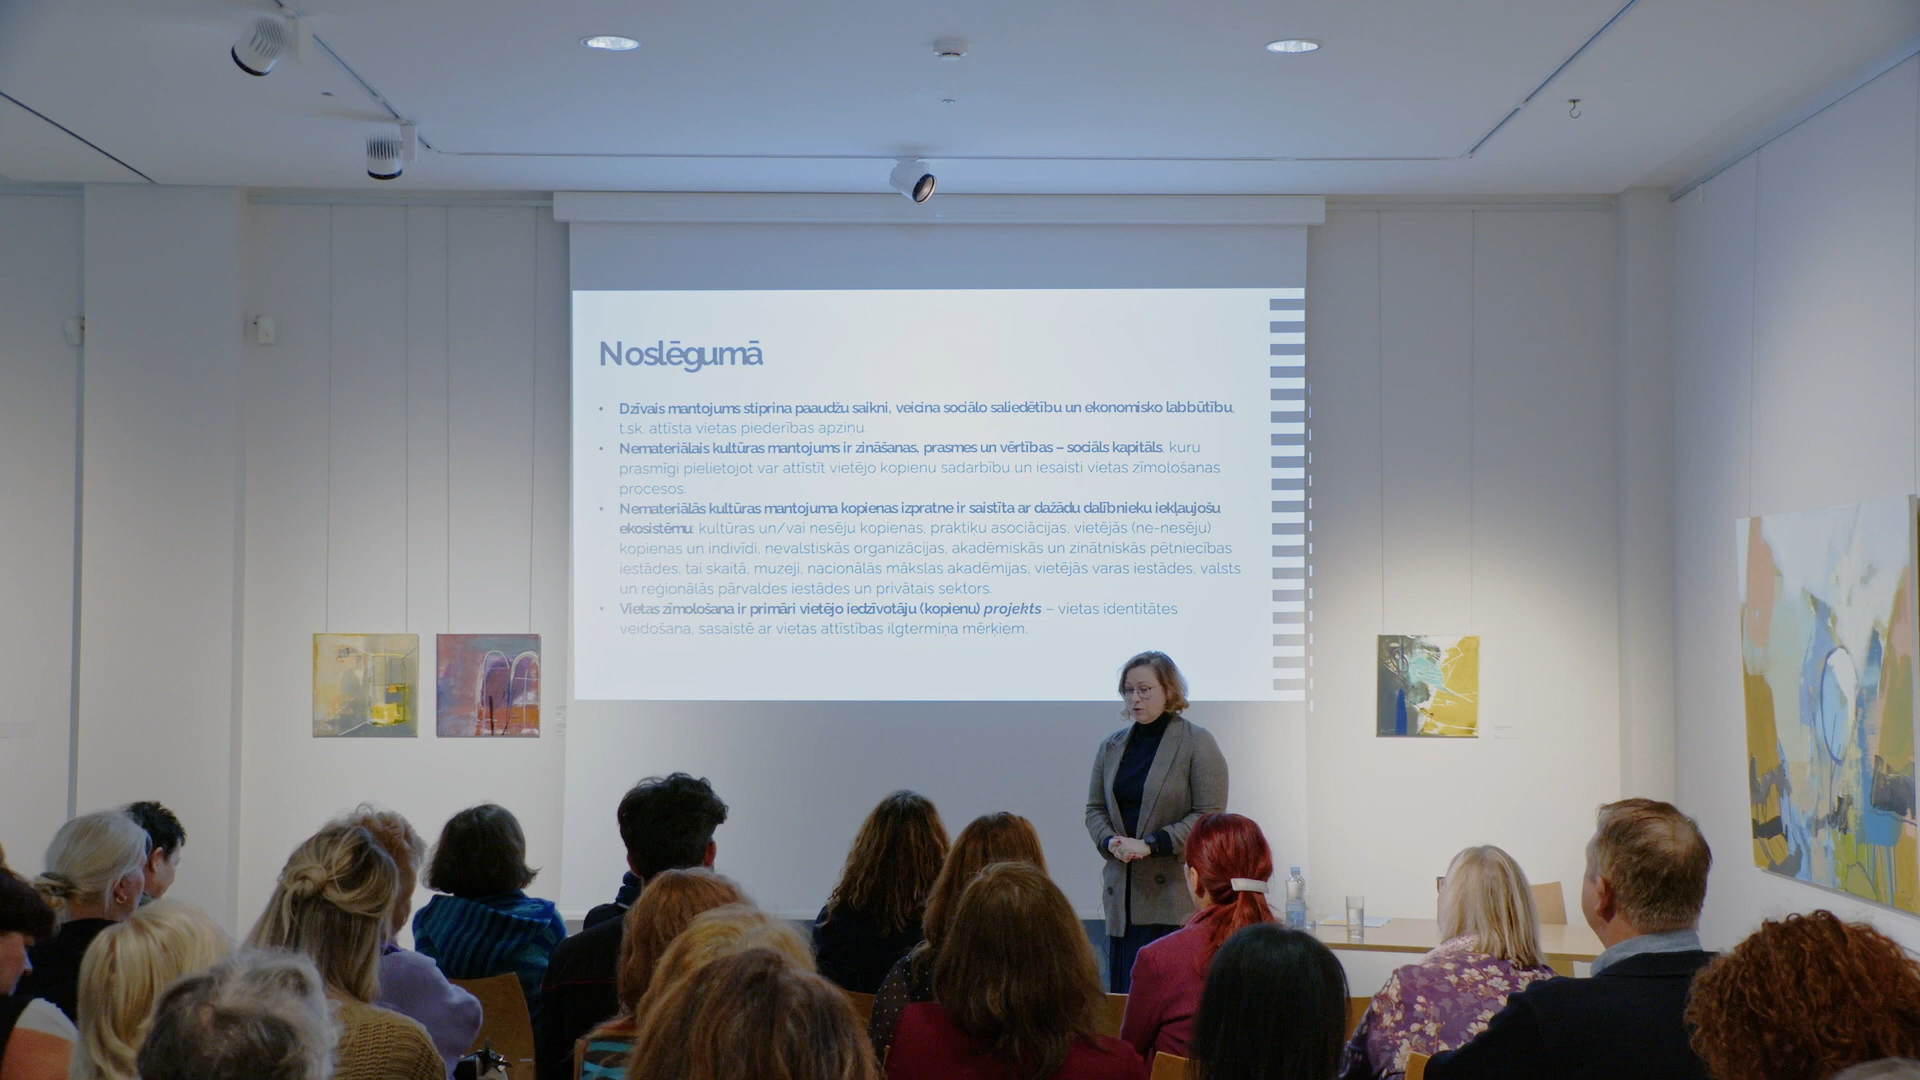 Noslēgumā
• Dzīvais mantojums stiprina paaudžu saikni, veicina sociālo saliedētību un ekonomisko labbūtību,
t.sk. attīsta vietas piederības apziņu.
• Nemateriālais kultūras mantojums ir zināšanas, prasmes un vērtības – sociāls kapitāls, kuru
prasmīgi pielietojot var attīstīt vietējo kopienu sadarbību un iesaisti vietas zīmološanas
procesos.
• Nemateriālās kultūras mantojuma kopienas izpratne ir saistīta ar dažādu dalībnieku iekļaujošu
ekosistēmu: kultūras un/vai nesēju kopienas, praktiķu asociācijas, vietējās (ne-nesēju)
kopienas un indivīdi, nevalstiskās organizācijas, akadēmiskās un zinātniskās pētniecības
iestādes, tai skaitā, muzeji, nacionālās mākslas akadēmijas, vietējās varas iestādes, valsts
un reģionālās pārvaldes iestādes un privātais sektors.
• Vietas zīmološana ir primāri vietējo iedzīvotāju (kopienu) projekts – vietas identitātes
veidošana, sasaistē ar vietas attīstības ilgtermiņa mērķiem.